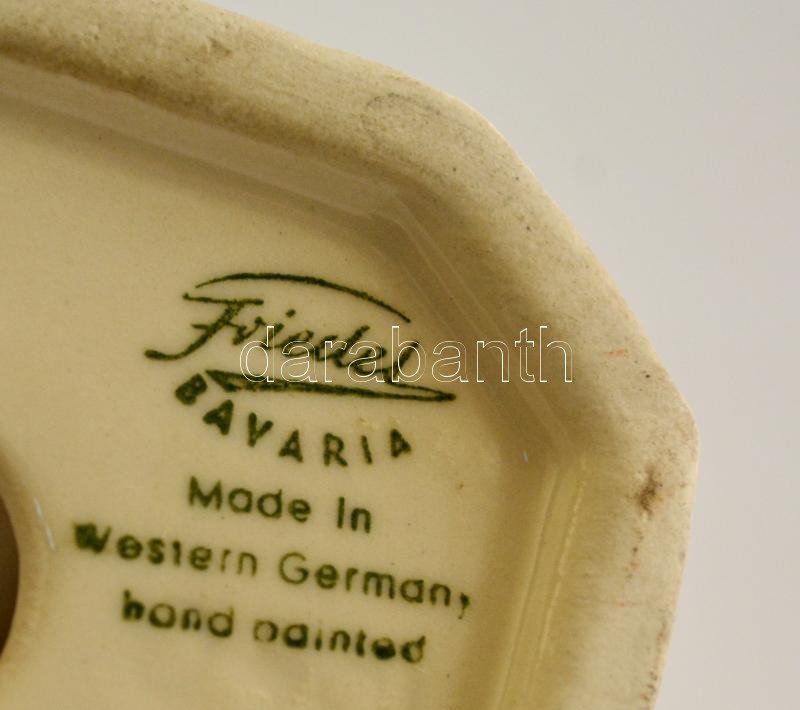 Friedel
darabanth
BAVARIA
Made in
Western Germany
hand painted